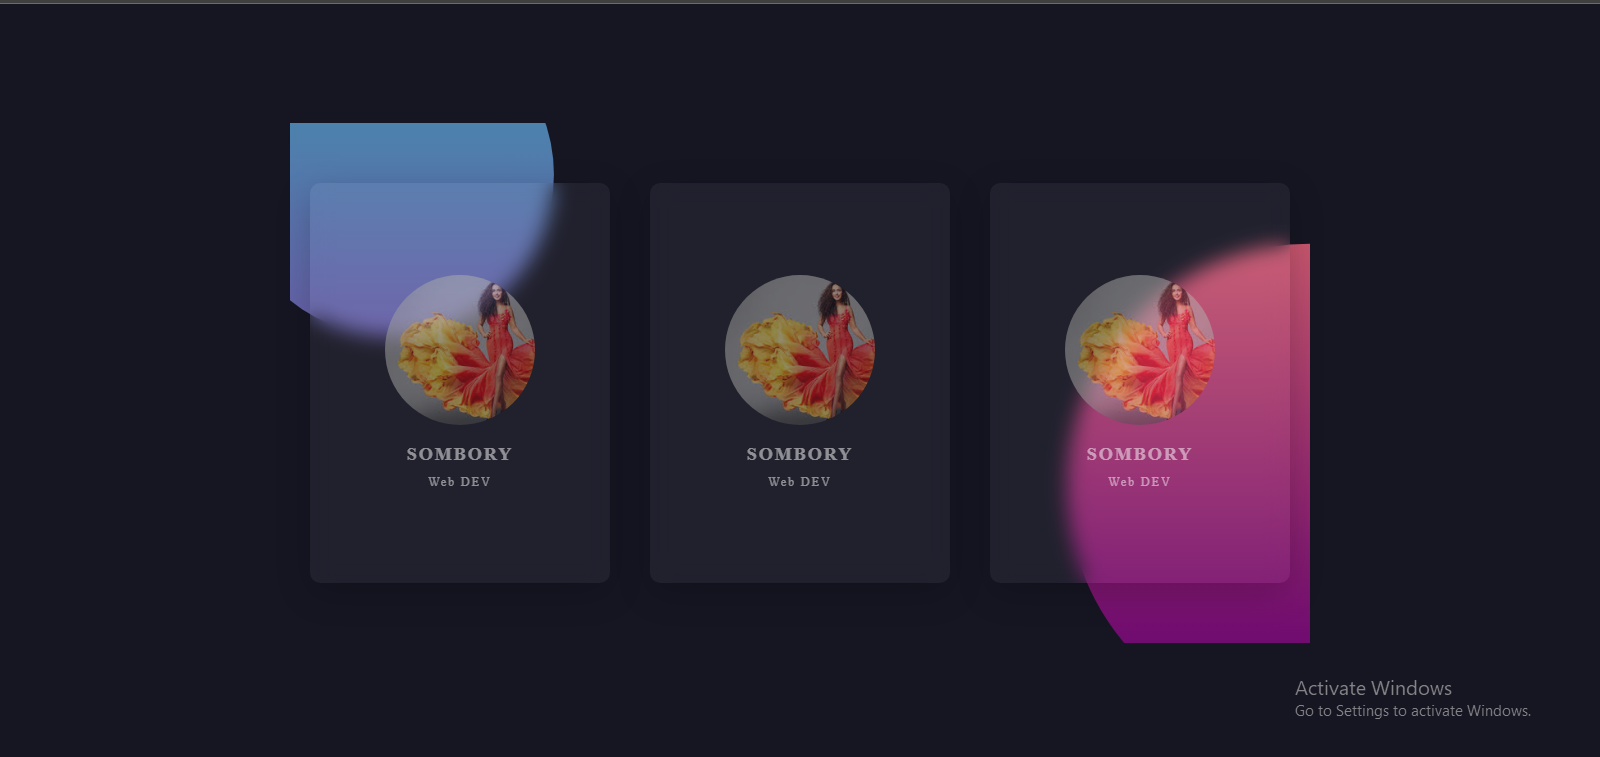 SOMBORY
Web DEV
SOMBORY
Web DEV
SOMBORY
Web DEV
Activate Windows
Go to Settings to activate Windows.